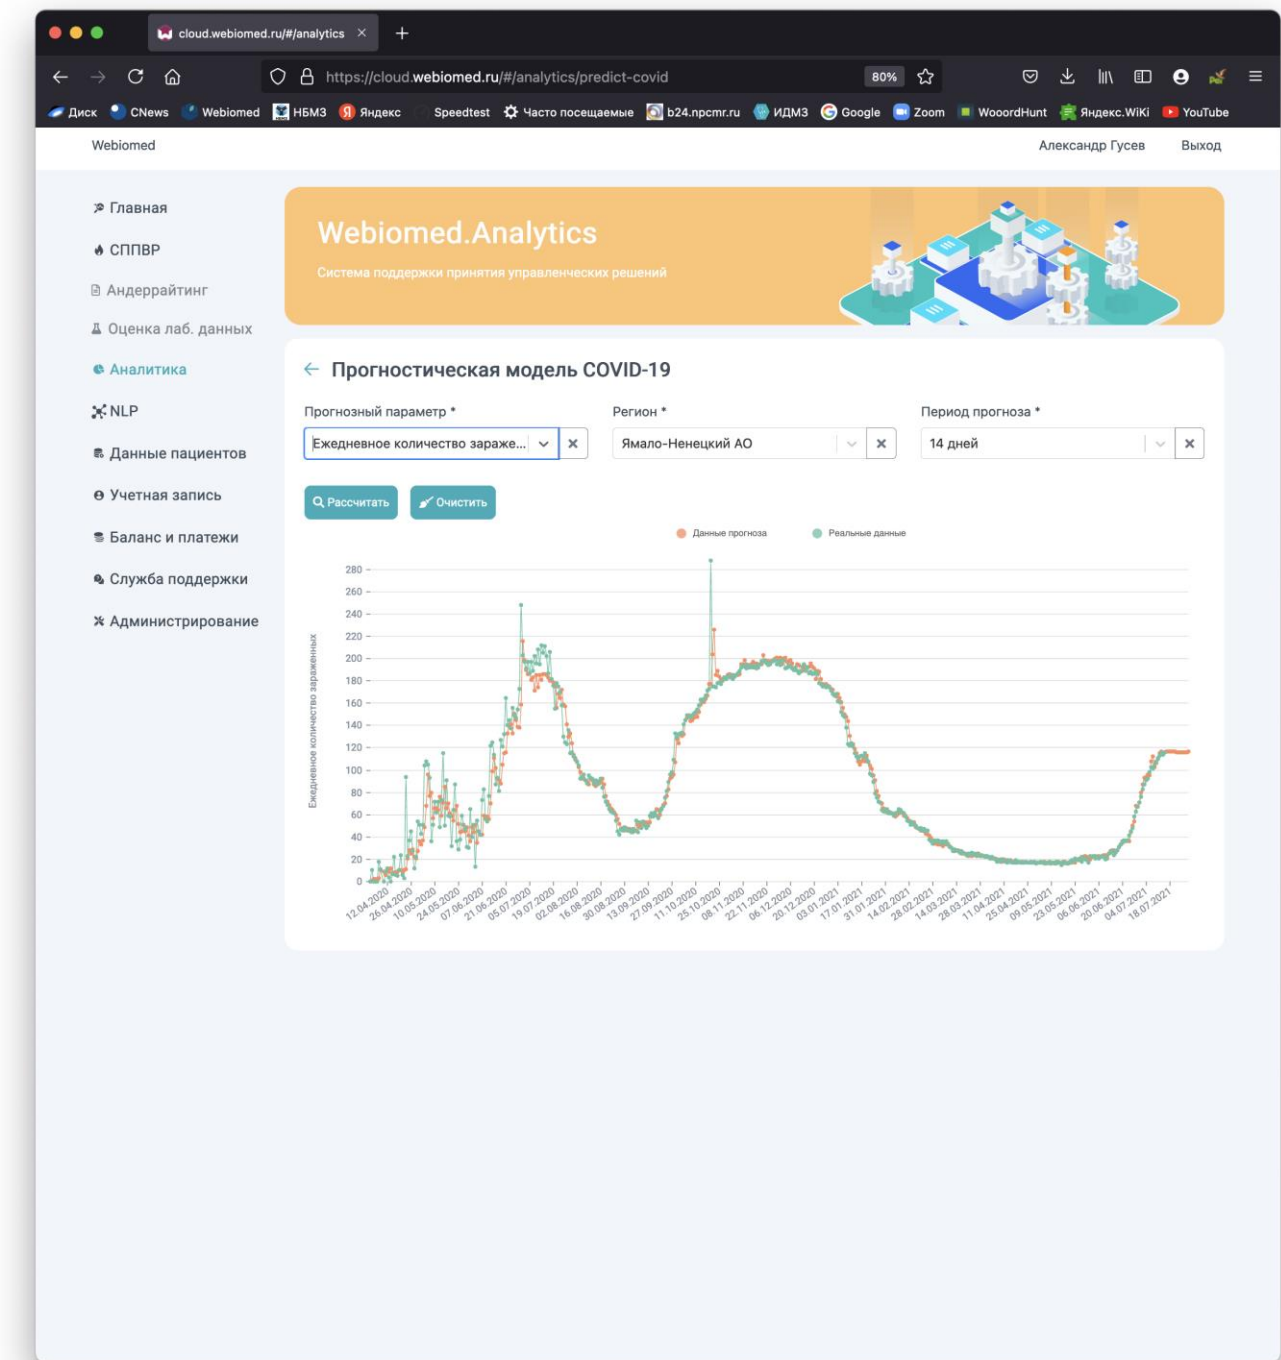 cloud.webiomed.ru/#/analytics × +
https://cloud.webiomed.ru/#/analytics/predict-covid 80%
Диск CNews Webiomed НБМЗ Яндекс Speedtest Часто посещаемые b24.npcmr.ru ИДМЗ Google Zoom WooordHunt Яндекс.WiKi YouTube
Webiomed Александр Гусев Выход
Главная
СППВР
Андеррайтинг
Оценка лаб. данных
Аналитика
NLP
Данные пациентов
Учетная запись
Баланс и платежи
Служба поддержки
Администрирование
Webiomed.Analytics
Система поддержки принятия управленческих решений
Прогностическая модель COVID-19
Прогнозный параметр * Регион * Период прогноза *
Ежедневное количество зараже... Ямало-Ненецкий АО 14 дней
Рассчитать Очистить
Данные прогноза Реальные данные
Ежедневное количество зараженных
280
260
240
220
200
180
160
140
120
100
80
60
40
20
0
12.04.2020 26.04.2020 10.05.2020 24.05.2020 07.06.2020 21.06.2020 05.07.2020 19.07.2020 02.08.2020 16.08.2020 30.08.2020 13.09.2020 27.09.2020 11.10.2020 25.10.2020 08.11.2020 22.11.2020 06.12.2020 20.12.2020 03.01.2021 17.01.2021 31.01.2021 14.02.2021 28.02.2021 14.03.2021 28.03.2021 11.04.2021 25.04.2021 09.05.2021 23.05.2021 06.06.2021 20.06.2021 04.07.2021 18.07.2021